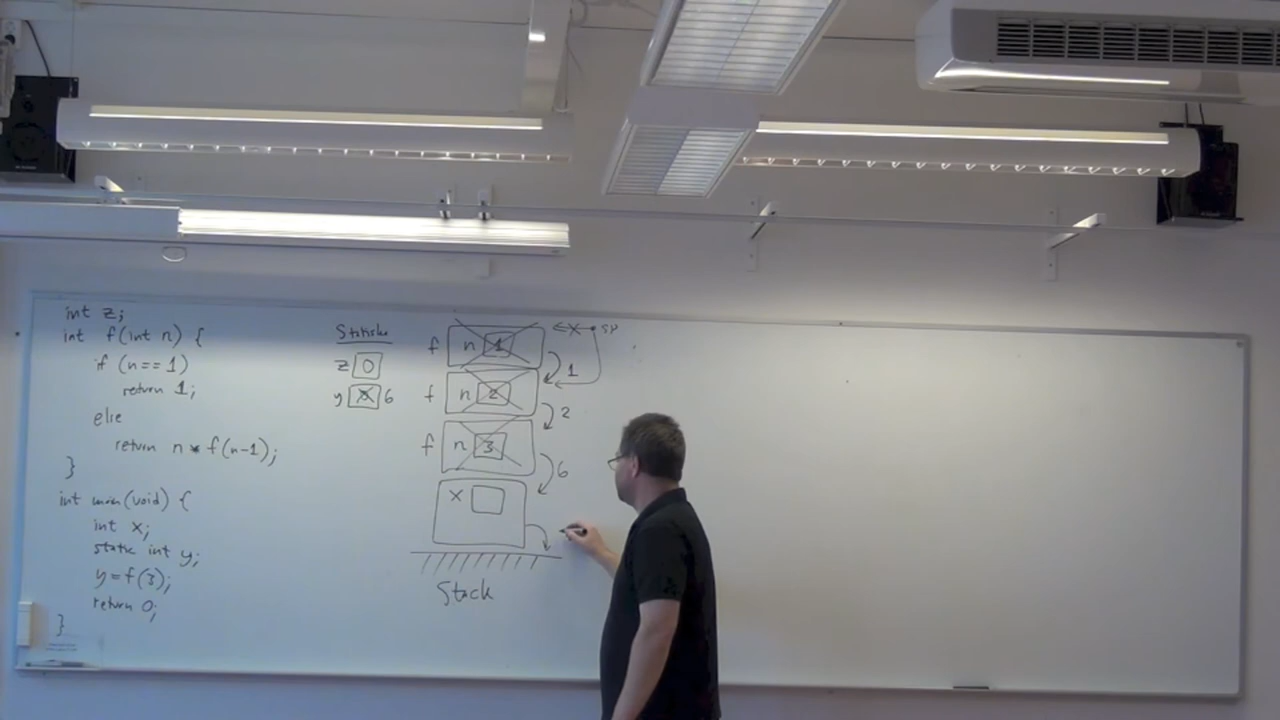 int z;
int f(int n) {
if (n==1)
return 1;
else
return n * f(n-1);
}
int main(void) {
int x;
static int y;
y=f(3);
return 0;
}
z 0
y 6
sp
f n 1
1
f n 2
2
f n 3
6
x
Stack